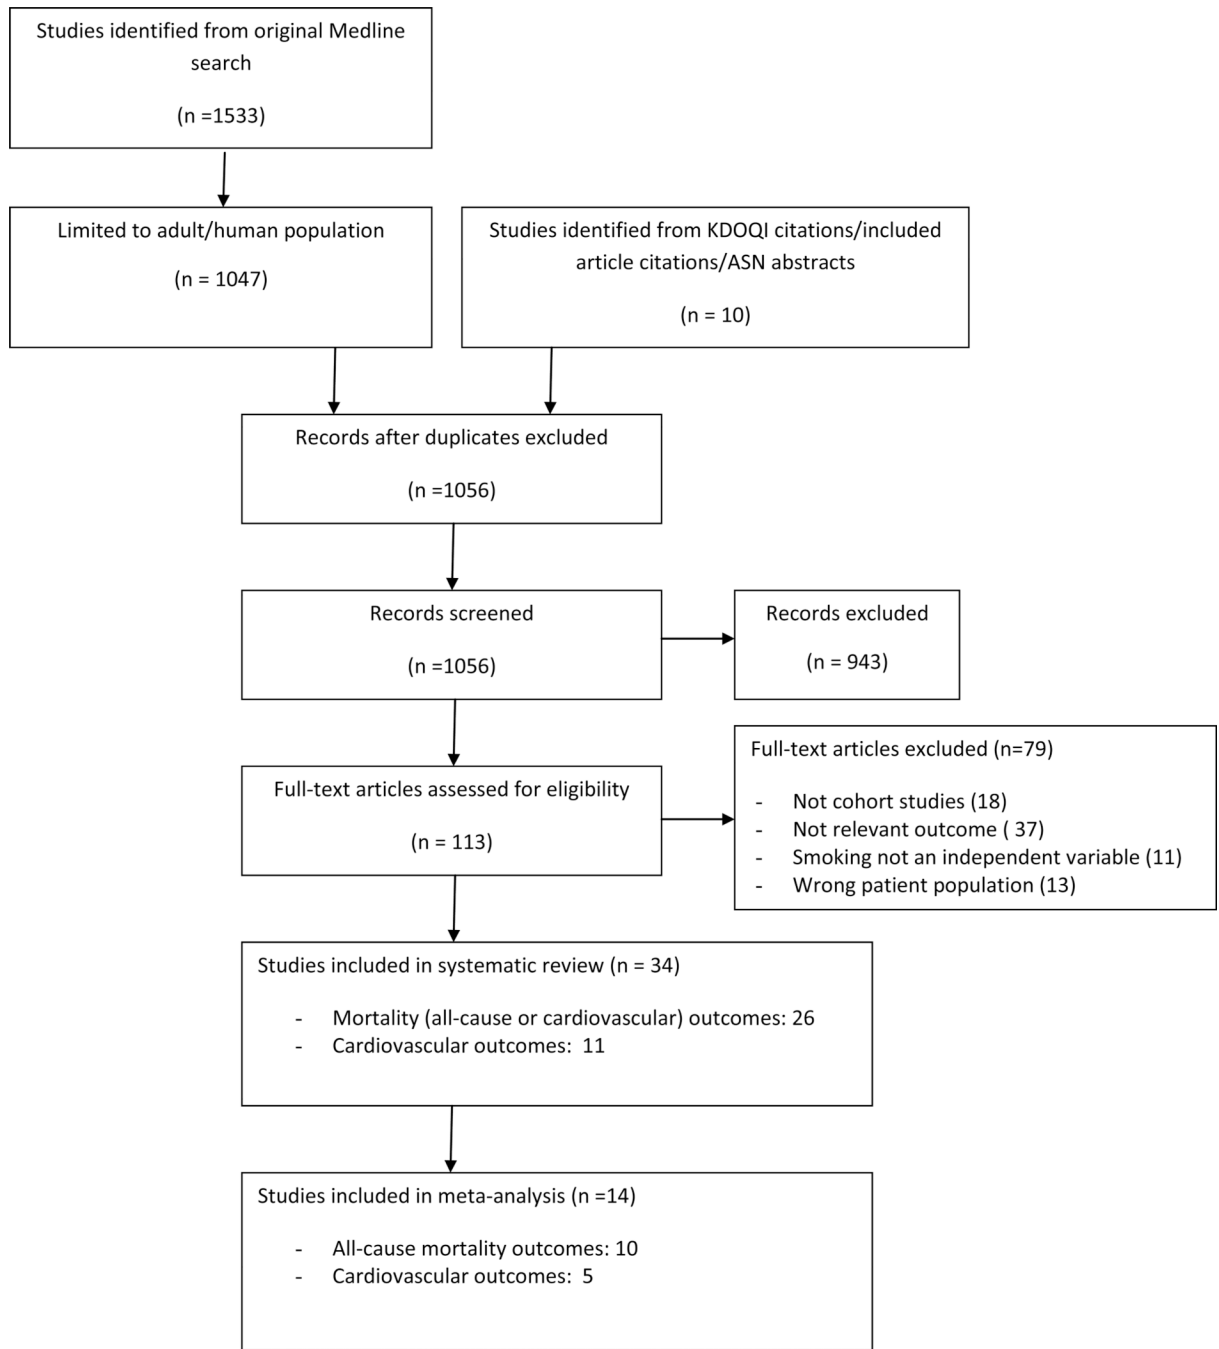 Studies identified from original Medline
search
(n =1533)
Limited to adult/human population
(n = 1047)
Studies identified from KDOQI citations/included
article citations/ASN abstracts
(n = 10)
Records after duplicates excluded
(n =1056)
Records screened
(n =1056)
Records excluded
(n = 943)
Full-text articles assessed for eligibility
(n = 113)
Full-text articles excluded (n=79)
- Not cohort studies (18)
- Not relevant outcome ( 37)
- Smoking not an independent variable (11)
- Wrong patient population (13)
Studies included in systematic review (n = 34)
- Mortality (all-cause or cardiovascular) outcomes: 26
- Cardiovascular outcomes: 11
Studies included in meta-analysis (n =14)
- All-cause mortality outcomes: 10
- Cardiovascular outcomes: 5